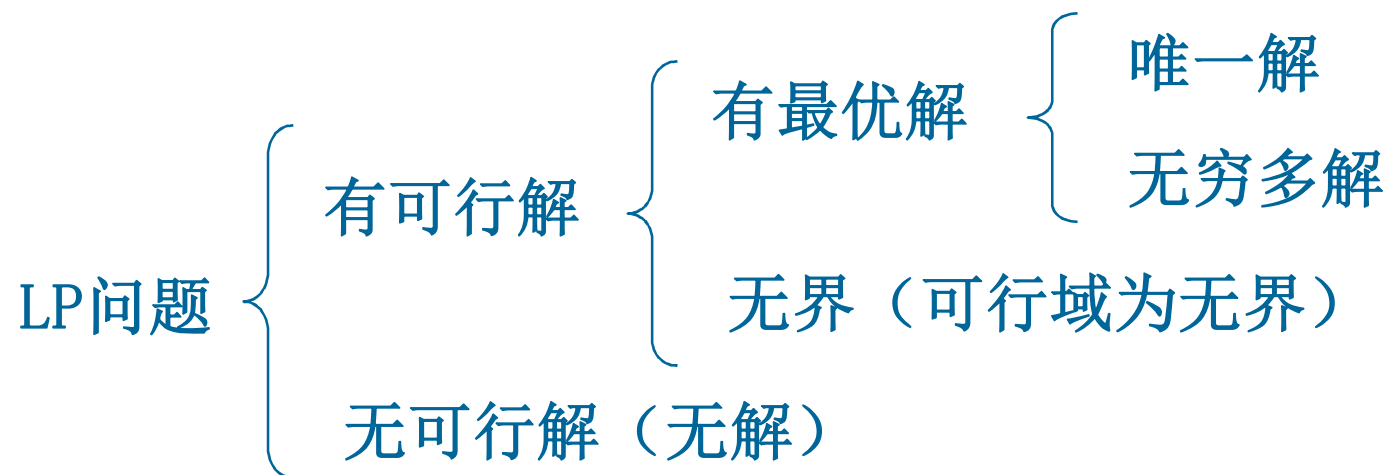 唯一解
有最优解
无穷多解
有可行解
LP问题
无界（可行域为无界）
无可行解（无解）